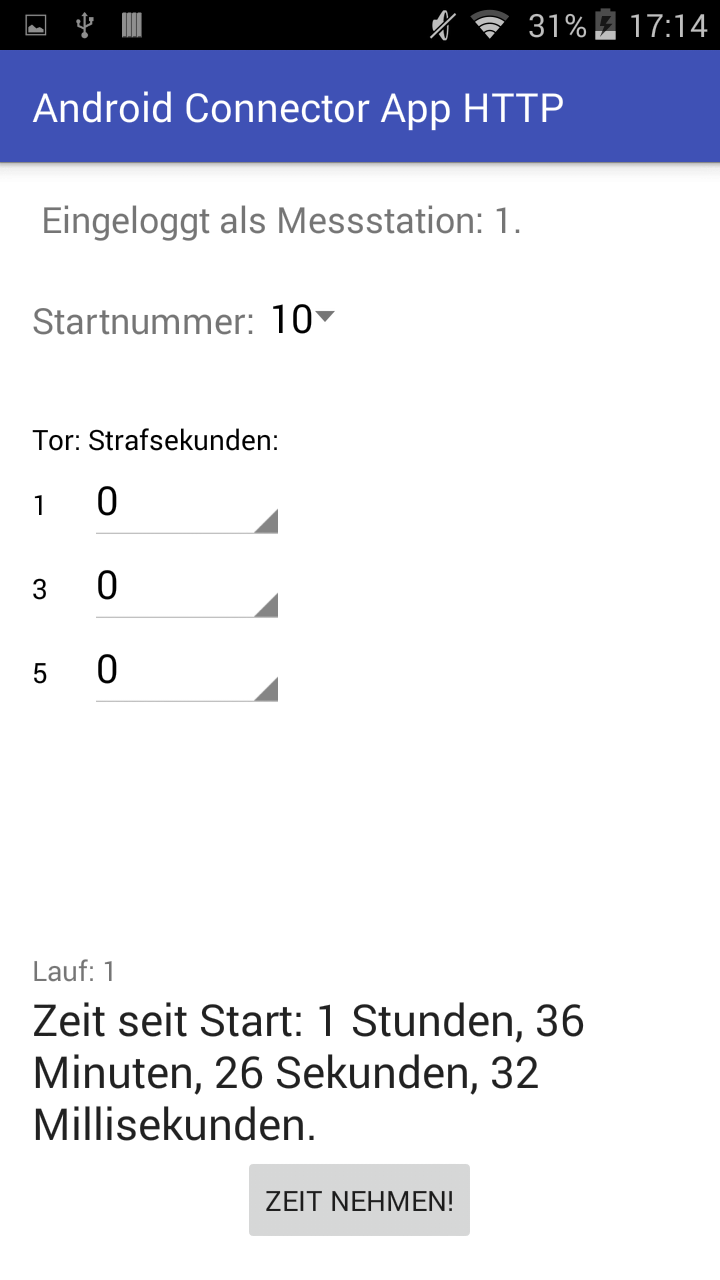 31% 17:14
Android Connector App HTTP
Eingeloggt als Messstation: 1.
Startnummer: 10
Tor: Strafsekunden:
1 0
3 0
5 0
Lauf: 1
Zeit seit Start: 1 Stunden, 36
Minuten, 26 Sekunden, 32
Millisekunden.
ZEIT NEHMEN!